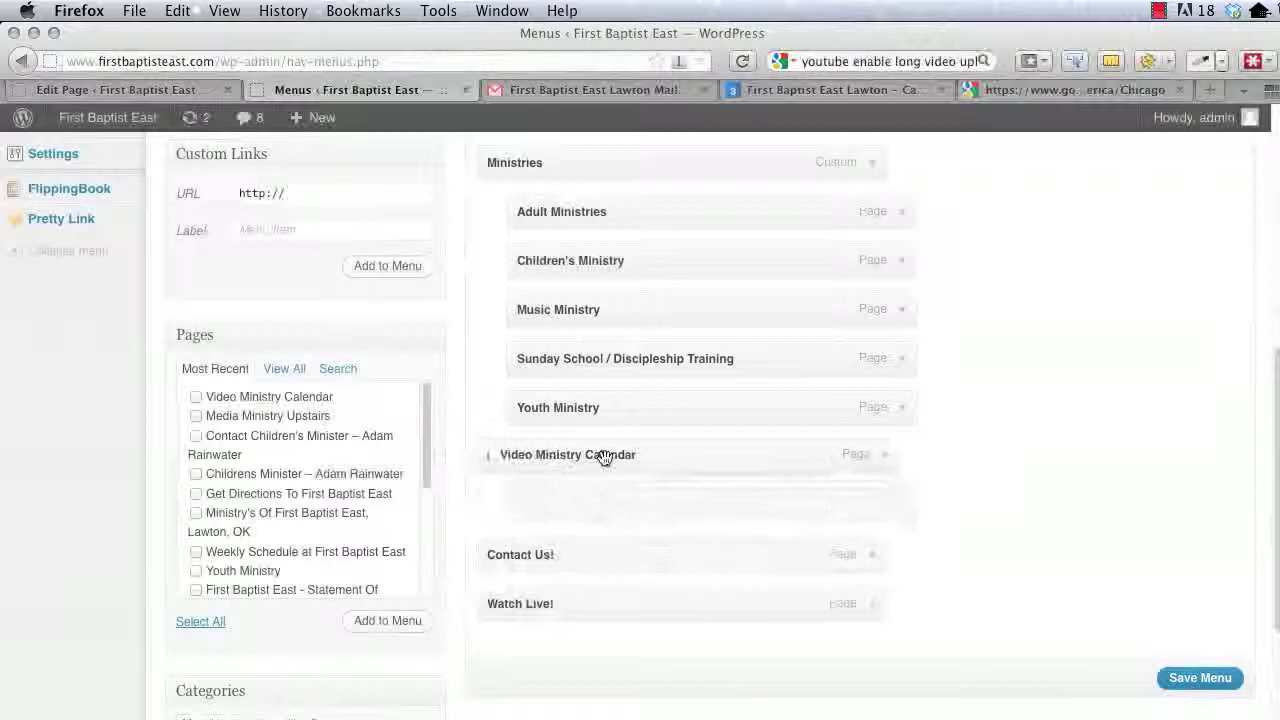 Firefox File Edit View History Bookmarks Tools Window Help 18
Menus ‹ First Baptist East — WordPress
www.firstbaptisteast.com/wp-admin/nav-menus.php
youtube enable long video upl
Edit Page ‹ First Baptist East
Menus ‹ First Baptist East — ...
First Baptist East Lawton Mail
3 First Baptist East Lawton - Ca...
https://www.go...erica/Chicago
First Baptist East 2 8 + New Howdy, admin
Settings
FlippingBook
Pretty Link
Collapse menu
Custom Links
URL http://
Label Menu Item
Add to Menu
Pages
Most Recent View All Search
Video Ministry Calendar
Media Ministry Upstairs
Contact Children's Minister – Adam
Rainwater
Childrens Minister – Adam Rainwater
Get Directions To First Baptist East
Ministry's Of First Baptist East,
Lawton, OK
Weekly Schedule at First Baptist East
Youth Ministry
First Baptist East - Statement Of
Select All Add to Menu
Categories
Ministries Custom
Adult Ministries Page
Children's Ministry Page
Music Ministry Page
Sunday School / Discipleship Training Page
Youth Ministry Page
Video Ministry Calendar Page
Contact Us! Page
Watch Live! Page
Save Menu